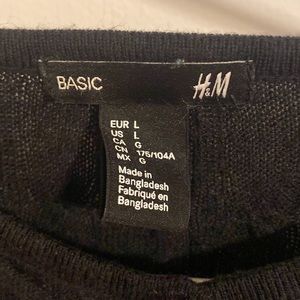 BASIC H&M
EUR L
US L
CA G
CN 175/104A
MX G
Made in
Bangladesh
Fabriqué en
Bangladesh